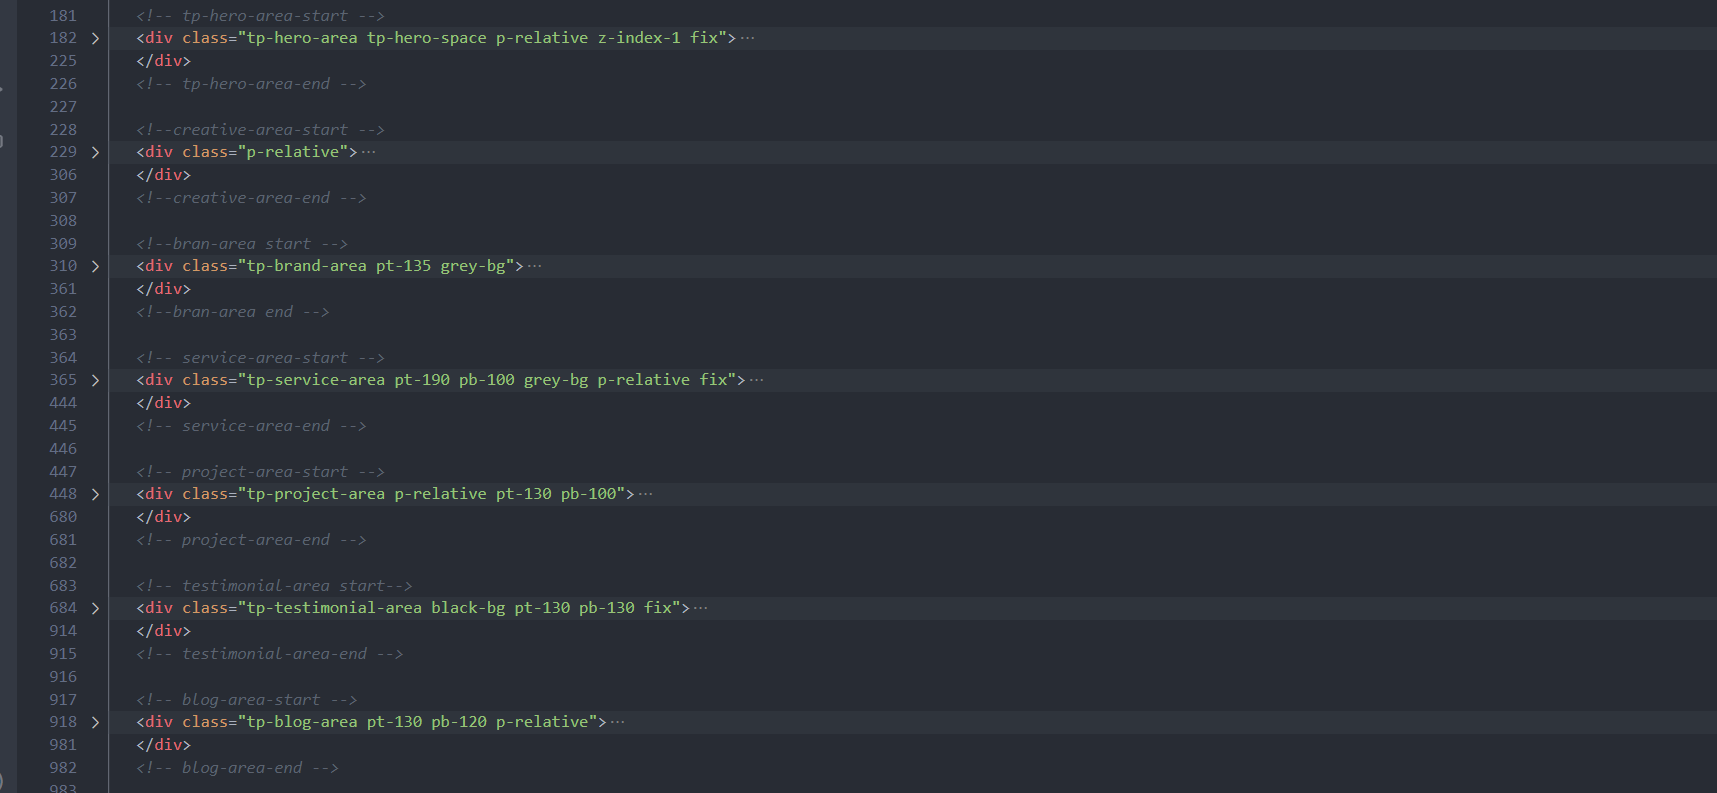 181 <!-- tp-hero-area-start -->
182 <div class="tp-hero-area tp-hero-space p-relative z-index-1 fix">···
225 </div>
226 <!-- tp-hero-area-end -->
227
228 <!--creative-area-start -->
229 <div class="p-relative">···
306 </div>
307 <!--creative-area-end -->
308
309 <!--bran-area start -->
310 <div class="tp-brand-area pt-135 grey-bg">···
361 </div>
362 <!--bran-area end -->
363
364 <!-- service-area-start -->
365 <div class="tp-service-area pt-190 pb-100 grey-bg p-relative fix">···
444 </div>
445 <!-- service-area-end -->
446
447 <!-- project-area-start -->
448 <div class="tp-project-area p-relative pt-130 pb-100">···
680 </div>
681 <!-- project-area-end -->
682
683 <!-- testimonial-area start-->
684 <div class="tp-testimonial-area black-bg pt-130 pb-130 fix">···
914 </div>
915 <!-- testimonial-area-end -->
916
917 <!-- blog-area-start -->
918 <div class="tp-blog-area pt-130 pb-120 p-relative">···
981 </div>
982 <!-- blog-area-end -->
983